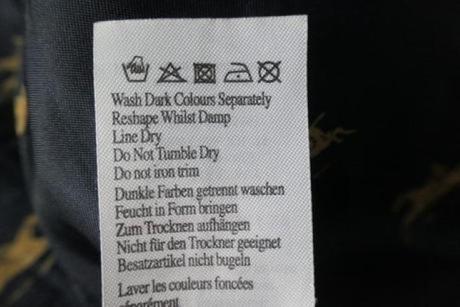 Wash Dark Colours Separately
Reshape Whilst Damp
Line Dry
Do Not Tumble Dry
Do not iron trim
Dunkle Farben getrennt waschen
Feucht in Form bringen
Zum Trocknen aufhängen
Nicht für den Trockner geeignet
Besatzartikel nicht bugeln
Laver les couleurs foncées
séparément